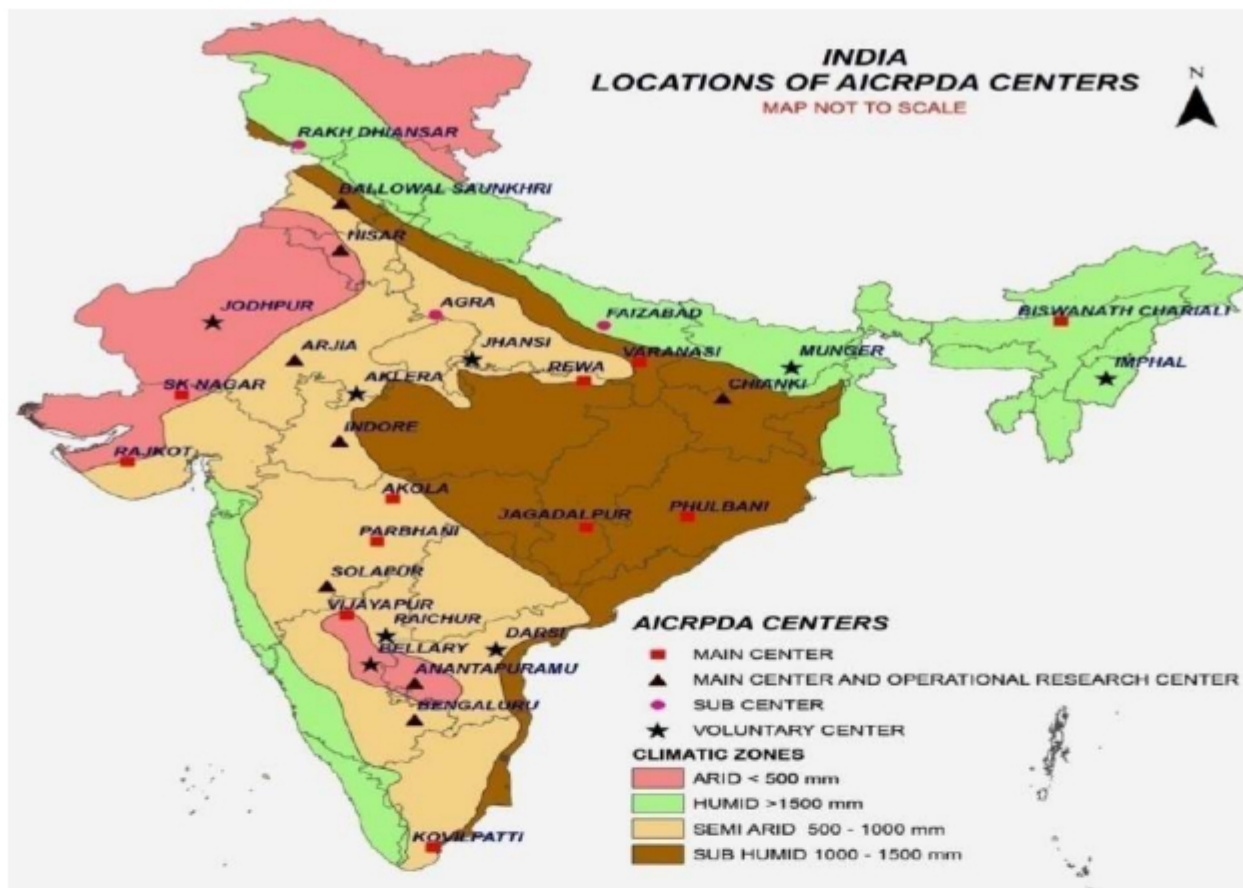 INDIA
LOCATIONS OF AICRPDA CENTERS
MAP NOT TO SCALE
N
RAKH DHIANSAR
BALLOWAL SAUNKHRI
HISAR
JODHPUR
AGRA
FAIZABAD
BISWANATH CHARIALI
ARJIA
JHANSI
VARANASI
MUNGER
IMPHAL
SK-NAGAR
AKLERA
REWA
CHIANKI
INDORE
RAJKOT
AKOLA
JAGADALPUR
PHULBANI
PARBHANI
SOLAPUR
VIJAYAPUR
RAICHUR
DARSI
BELLARY
ANANTAPURAMU
BENGALURU
KOVILPATTI
AICRPDA CENTERS
MAIN CENTER
MAIN CENTER AND OPERATIONAL RESEARCH CENTER
SUB CENTER
VOLUNTARY CENTER
CLIMATIC ZONES
ARID < 500 mm
HUMID >1500 mm
SEMI ARID 500 - 1000 mm
SUB HUMID 1000 - 1500 mm